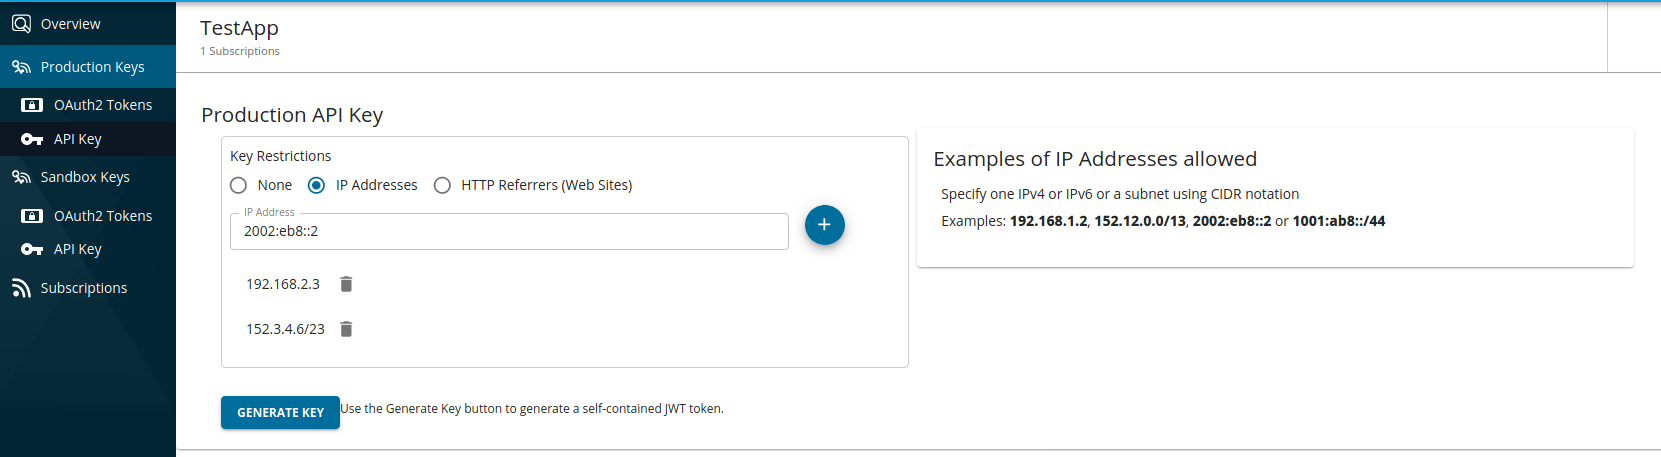 Overview
Production Keys
OAuth2 Tokens
API Key
Sandbox Keys
OAuth2 Tokens
API Key
Subscriptions
TestApp
1 Subscriptions
Production API Key
Key Restrictions
None IP Addresses HTTP Referrers (Web Sites)
IP Address
2002:eb8::2
192.168.2.3
152.3.4.6/23
GENERATE KEY Use the Generate Key button to generate a self-contained JWT token.
Examples of IP Addresses allowed
Specify one IPv4 or IPv6 or a subnet using CIDR notation
Examples: 192.168.1.2, 152.12.0.0/13, 2002:eb8::2 or 1001:ab8::/44